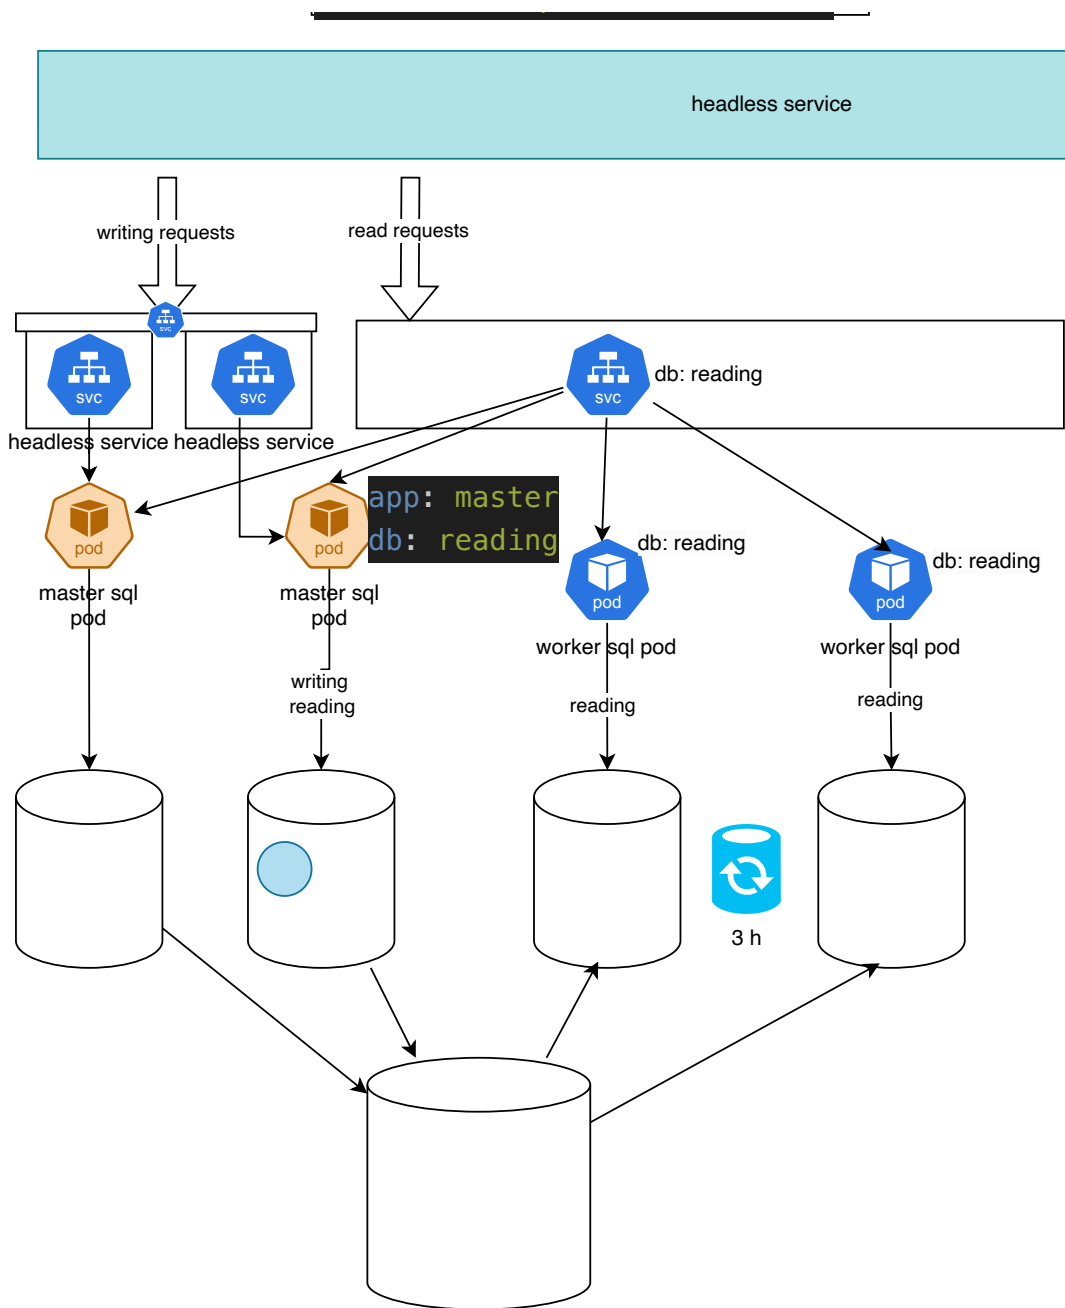 headless service
writing requests
read requests
svc
svc
svc
svc
db: reading
headless service
headless service
app: master
db: reading
pod
pod
db: reading
pod
db: reading
pod
master sql
pod
master sql
pod
worker sql pod
worker sql pod
writing
reading
reading
reading
3 h